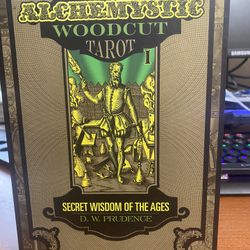 ALCHEMYSTIC
WOODCUT
TAROT
I
SECRET WISDOM OF THE AGES
D. W. PRUDENCE